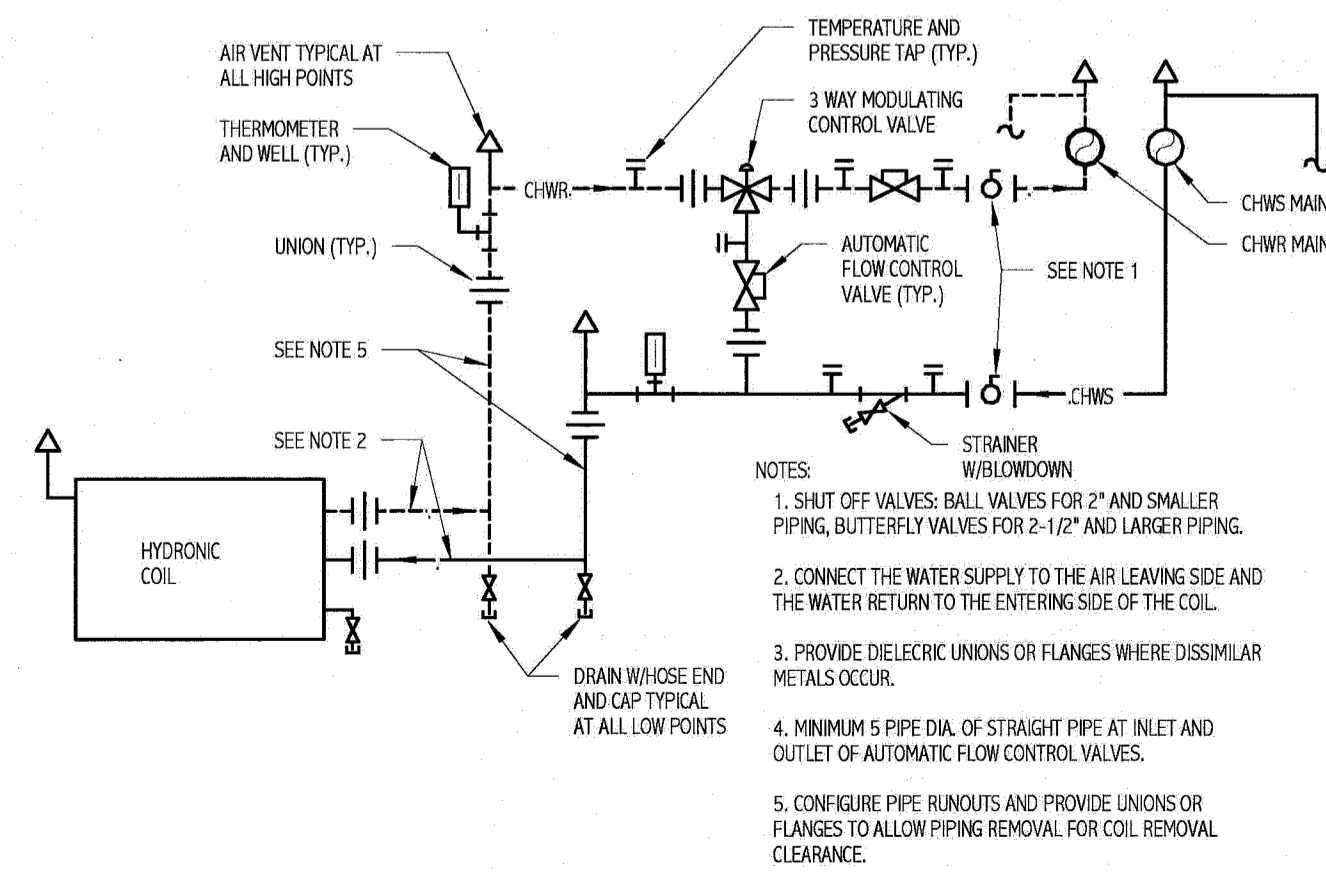 AIR VENT TYPICAL AT
ALL HIGH POINTS
THERMOMETER
AND WELL (TYP.)
UNION (TYP.)
SEE NOTE 5
SEE NOTE 2
HYDRONIC
COIL
CHWR
TEMPERATURE AND
PRESSURE TAP (TYP.)
3 WAY MODULATING
CONTROL VALVE
AUTOMATIC
FLOW CONTROL
VALVE (TYP.)
SEE NOTE 1
CHWS MAIN
CHWR MAIN
CHWS
STRAINER
W/BLOWDOWN
DRAIN W/HOSE END
AND CAP TYPICAL
AT ALL LOW POINTS
NOTES:
1. SHUT OFF VALVES: BALL VALVES FOR 2" AND SMALLER
PIPING, BUTTERFLY VALVES FOR 2-1/2" AND LARGER PIPING.
2. CONNECT THE WATER SUPPLY TO THE AIR LEAVING SIDE AND
THE WATER RETURN TO THE ENTERING SIDE OF THE COIL.
3. PROVIDE DIELECRIC UNIONS OR FLANGES WHERE DISSIMILAR
METALS OCCUR.
4. MINIMUM 5 PIPE DIA. OF STRAIGHT PIPE AT INLET AND
OUTLET OF AUTOMATIC FLOW CONTROL VALVES.
5. CONFIGURE PIPE RUNOUTS AND PROVIDE UNIONS OR
FLANGES TO ALLOW PIPING REMOVAL FOR COIL REMOVAL
CLEARANCE.